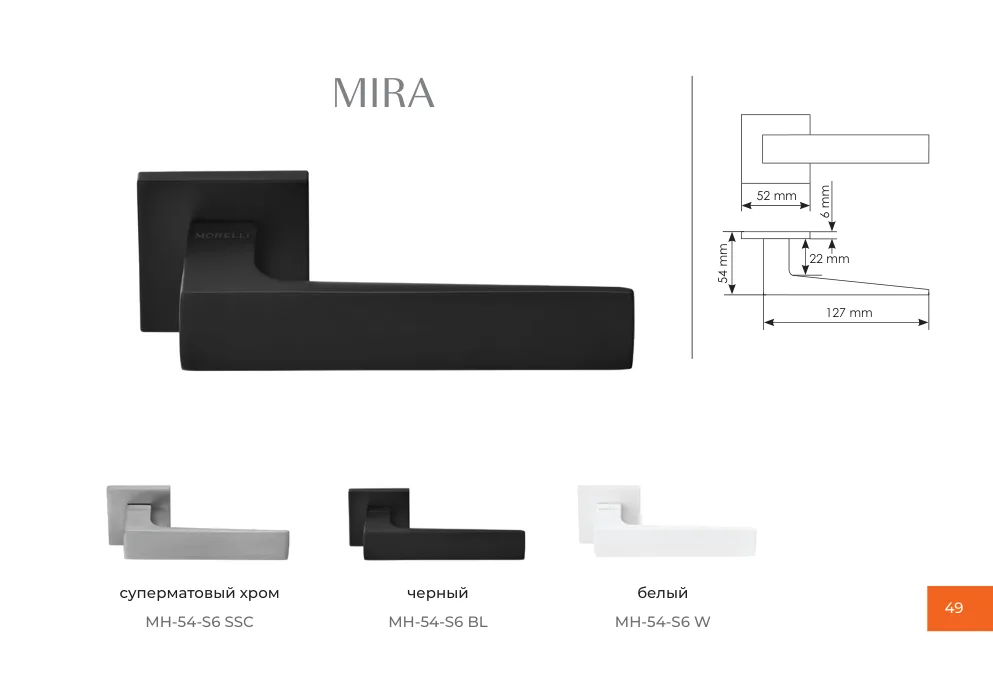 MIRA
MORELLI
52 mm
6 mm
54 mm
22 mm
127 mm
суперматовый хром
MH-54-S6 SSC
черный
MH-54-S6 BL
белый
MH-54-S6 W
49